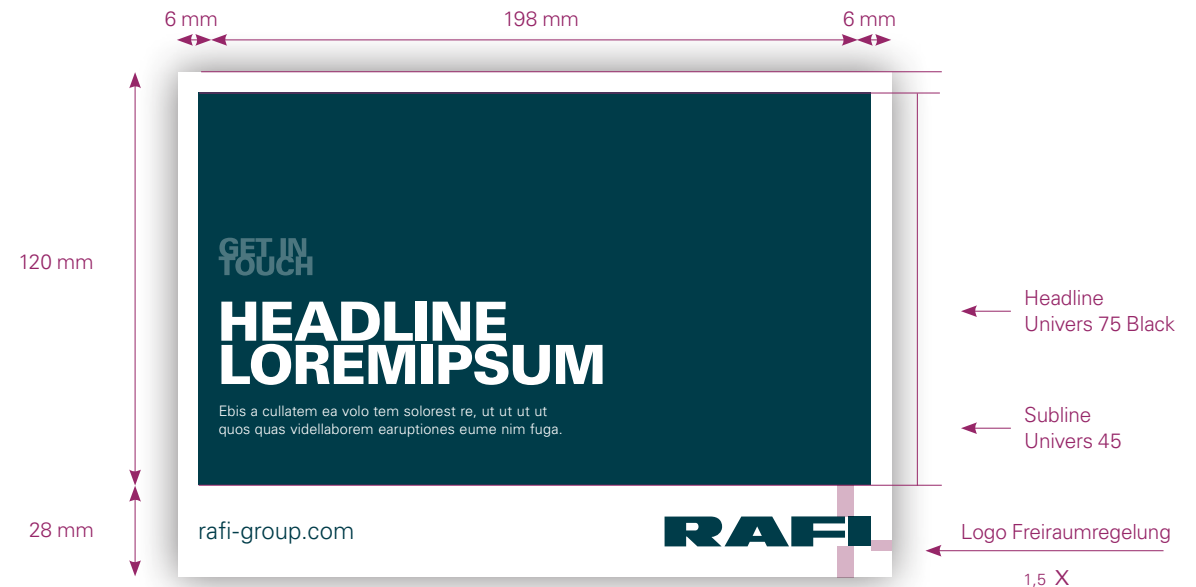 6 mm
198 mm
6 mm
120 mm
GET IN
TOUCH
HEADLINE
LOREMIPSUM
Ebis a cullatem ea volo tem solorest re, ut ut ut ut
quos quas videllaborem earuptiones eume nim fuga.
Headline
Univers 75 Black
Subline
Univers 45
28 mm
rafi-group.com
RAFI
Logo Freiraumregelung
1,5 X